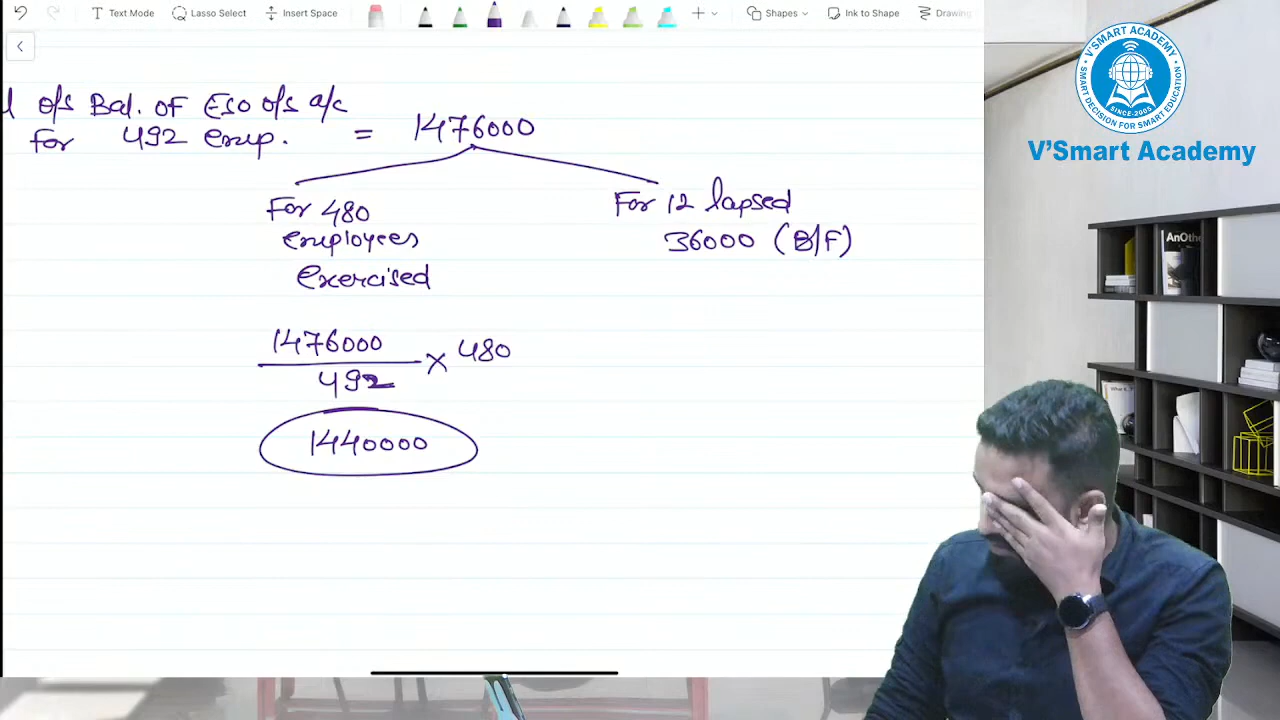 Text Mode Lasso Select Insert Space Shapes Ink to Shape Drawing
o/s Bal. of ESO o/s a/c
for 492 emp. = 1476000
For 480 employees exercised
For 12 lapsed
36000 (B/F)
1476000
492
× 480
1440000
V'SMART ACADEMY
SMART DECISION FOR SMART EDUCATION
SINCE-2005
V'Smart Academy
AnOthe